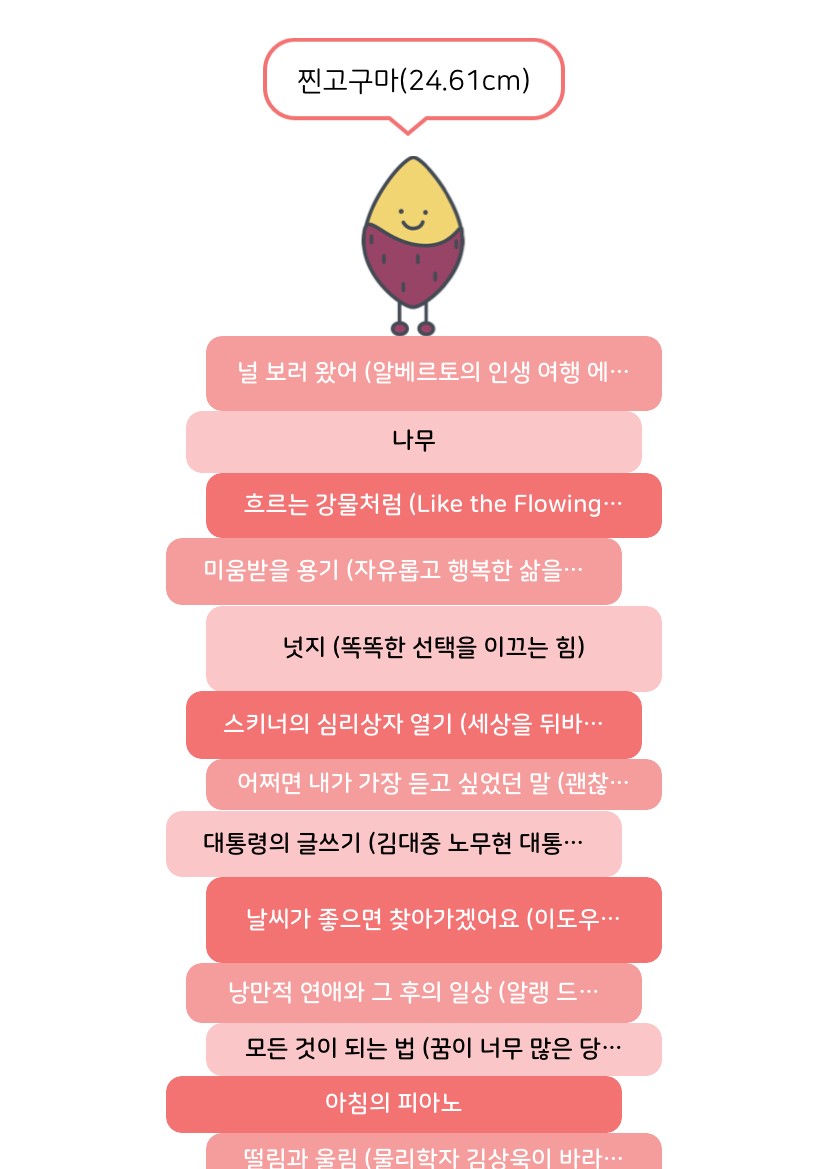 찐고구마(24.61cm)
널 보러 왔어 (알베르토의 인생 여행 에…
나무
흐르는 강물처럼 (Like the Flowing…
미움받을 용기 (자유롭고 행복한 삶을…
넛지 (똑똑한 선택을 이끄는 힘)
스키너의 심리상자 열기 (세상을 뒤바…
어쩌면 내가 가장 듣고 싶었던 말 (괜찮…
대통령의 글쓰기 (김대중 노무현 대통…
날씨가 좋으면 찾아가겠어요 (이도우…
낭만적 연애와 그 후의 일상 (알랭 드…
모든 것이 되는 법 (꿈이 너무 많은 당…
아침의 피아노
떨림과 울림 (물리학자 김상욱이 바라…